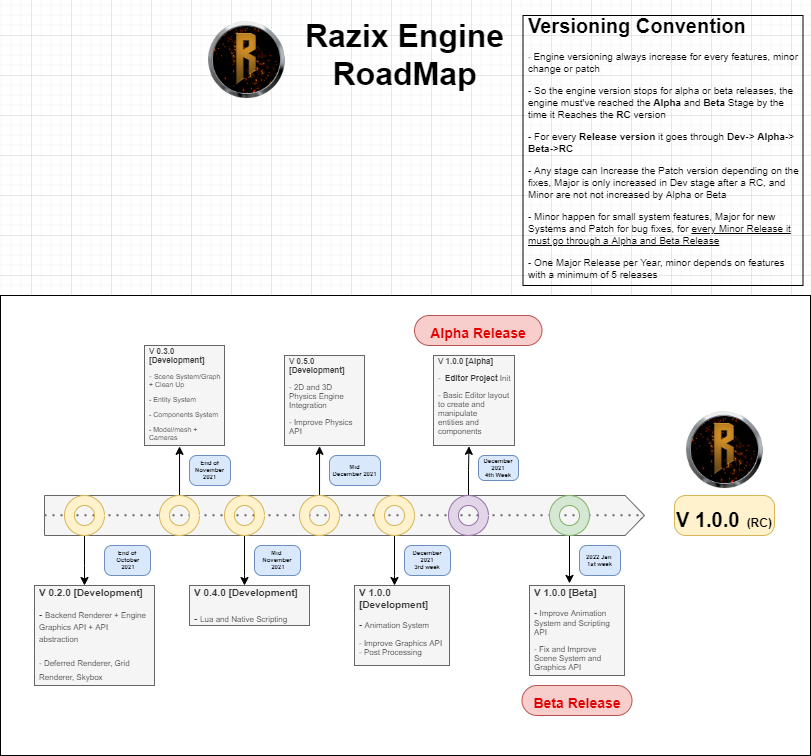 Razix Engine
RoadMap
Versioning Convention
- Engine versioning always increase for every features, minor
change or patch
- So the engine version stops for alpha or beta releases, the
engine must've reached the Alpha and Beta Stage by the
time it Reaches the RC version
- For every Release version it goes through Dev-> Alpha->
Beta->RC
- Any stage can Increase the Patch version depending on the
fixes, Major is only increased in Dev stage after a RC, and
Minor are not not increased by Alpha or Beta
- Minor happen for small system features, Major for new
Systems and Patch for bug fixes, for every Minor Release it
must go through a Alpha and Beta Release
- One Major Release per Year, minor depends on features
with a minimum of 5 releases
Alpha Release
V 0.3.0
[Development]
- Scene System/Graph
+ Clean Up
- Entity System
- Components System
- Model/mesh +
Cameras
V 0.5.0
[Development]
- 2D and 3D
Physics Engine
Integration
- Improve Physics
API
V 1.0.0 [Alpha]
- Editor Project Init
- Basic Editor layout
to create and
manipulate
entities and
components
End of
November
2021
Mid
December 2021
December
2021
4th Week
R
R
V 1.0.0 (RC)
End of
October
2021
Mid
November
2021
December
2021
3rd week
2022 Jan
1st week
V 0.2.0 [Development]
- Backend Renderer + Engine
Graphics API + API
abstraction
- Deferred Renderer, Grid
Renderer, Skybox
V 0.4.0 [Development]
- Lua and Native Scripting
V 1.0.0
[Development]
- Animation System
- Improve Graphics API
- Post Processing
V 1.0.0 [Beta]
- Improve Animation
System and Scripting
API
- Fix and Improve
Scene System and
Graphics API
Beta Release